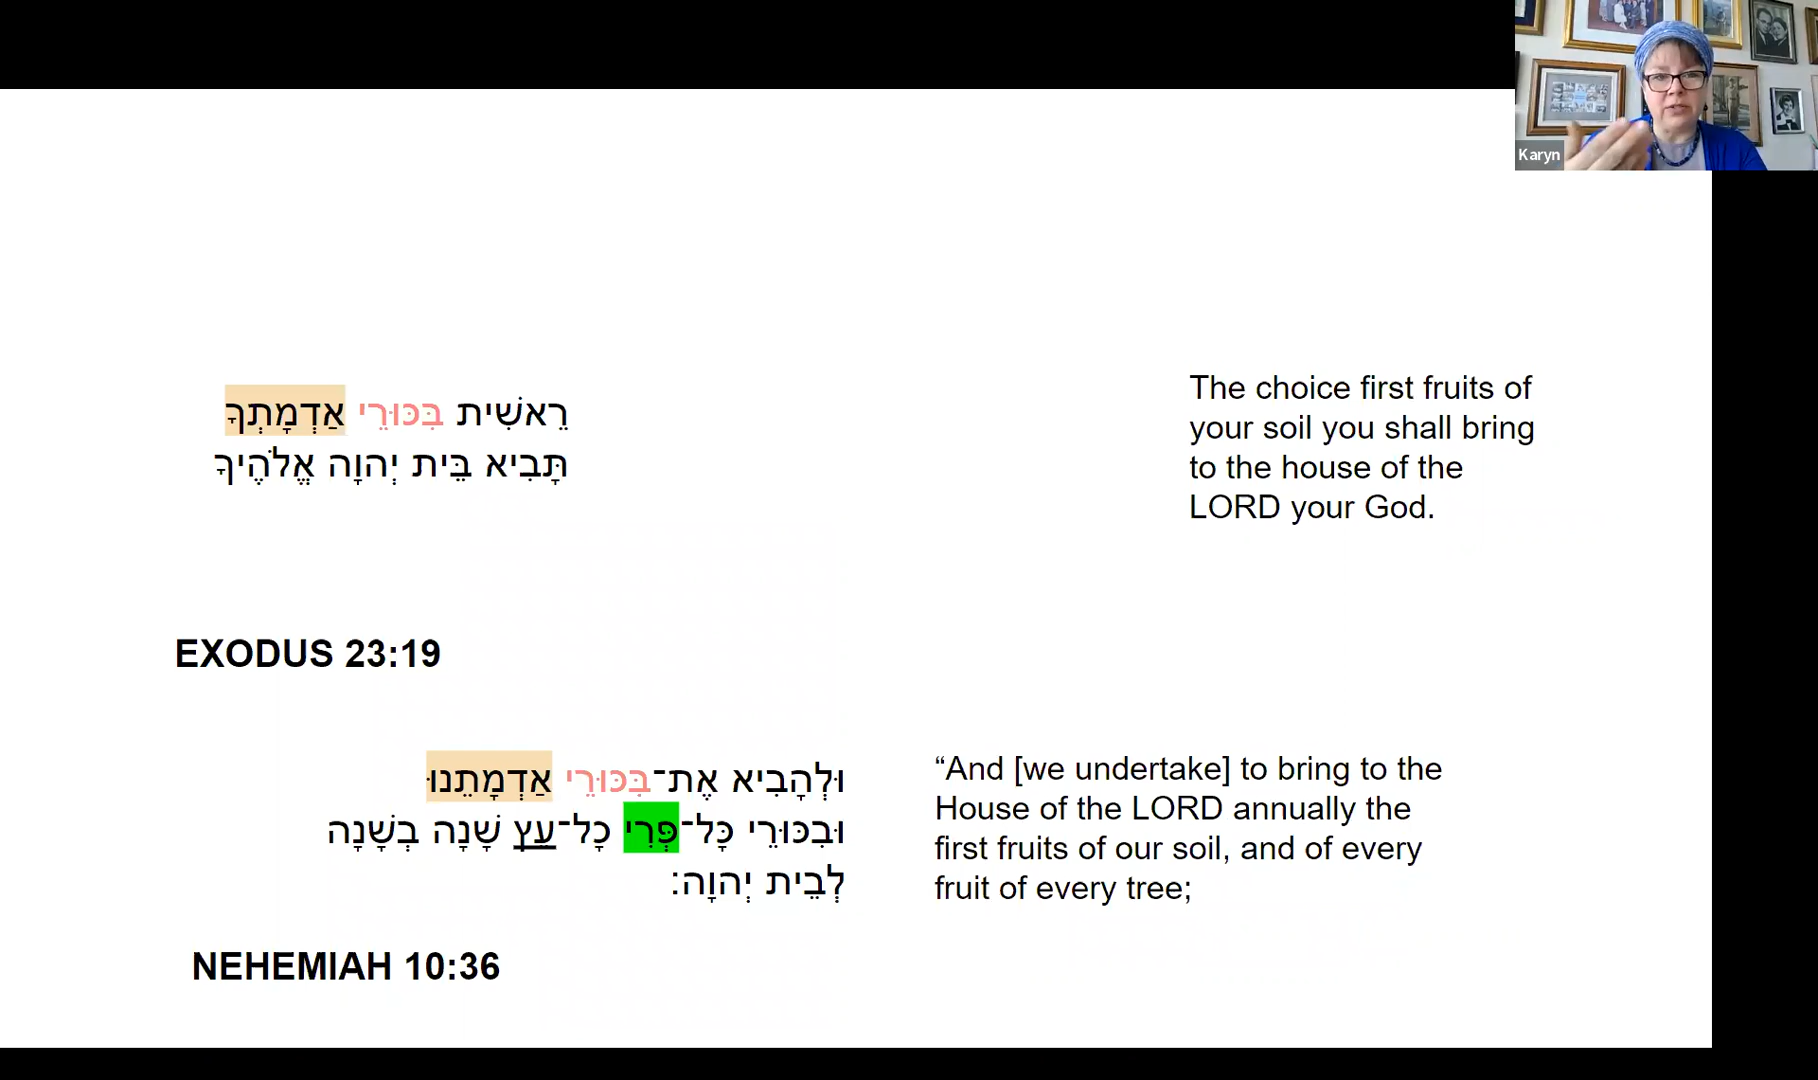 Karyn
רֵאשִׁית בִּכּוּרֵי אַדְמָתְךָ
תָּבִיא בֵּית יְהוָה אֱלֹהֶיךָ
The choice first fruits of
your soil you shall bring
to the house of the
LORD your God.
EXODUS 23:19
וּלְהָבִיא אֶת־בִּכּוּרֵי אַדְמָתֵנוּ
וּבִכּוּרֵי כָּל־פְּרִי כָל־עֵץ שָׁנָה בְשָׁנָה
לְבֵית יְהוָה׃
“And [we undertake] to bring to the
House of the LORD annually the
first fruits of our soil, and of every
fruit of every tree;
NEHEMIAH 10:36